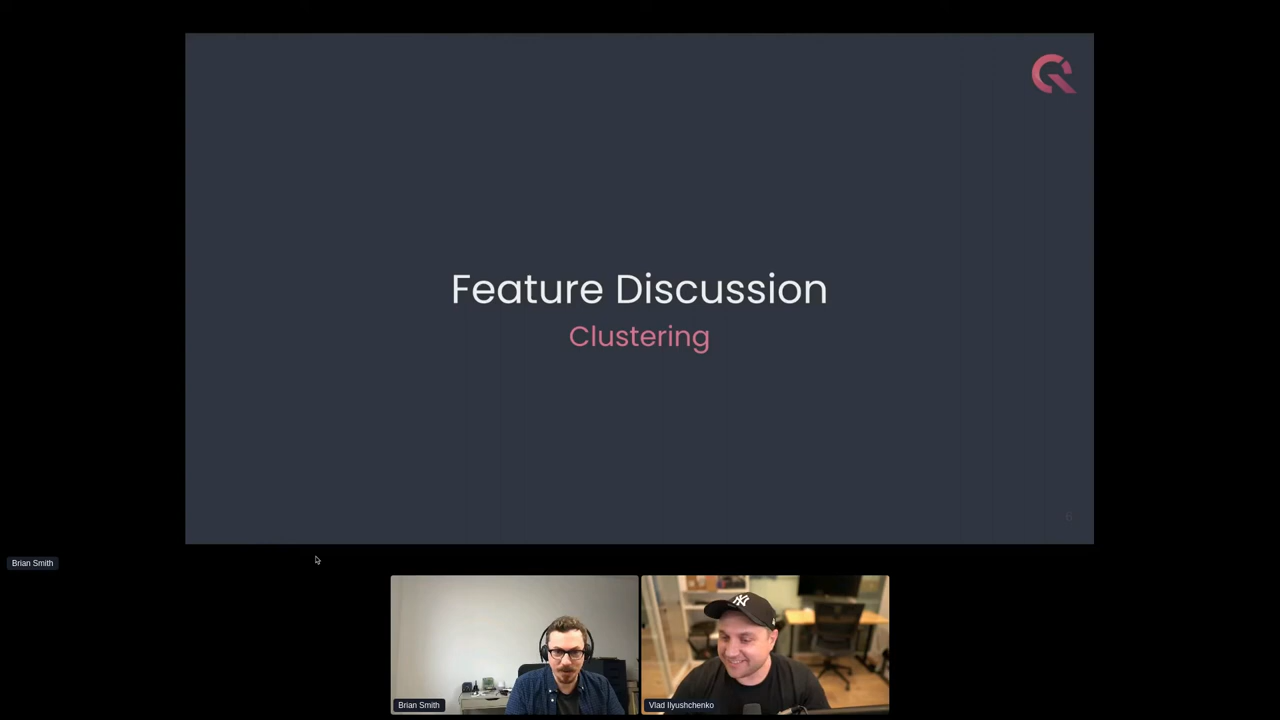 Feature Discussion
Clustering
Brian Smith
Brian Smith
Vlad Ilyushchenko